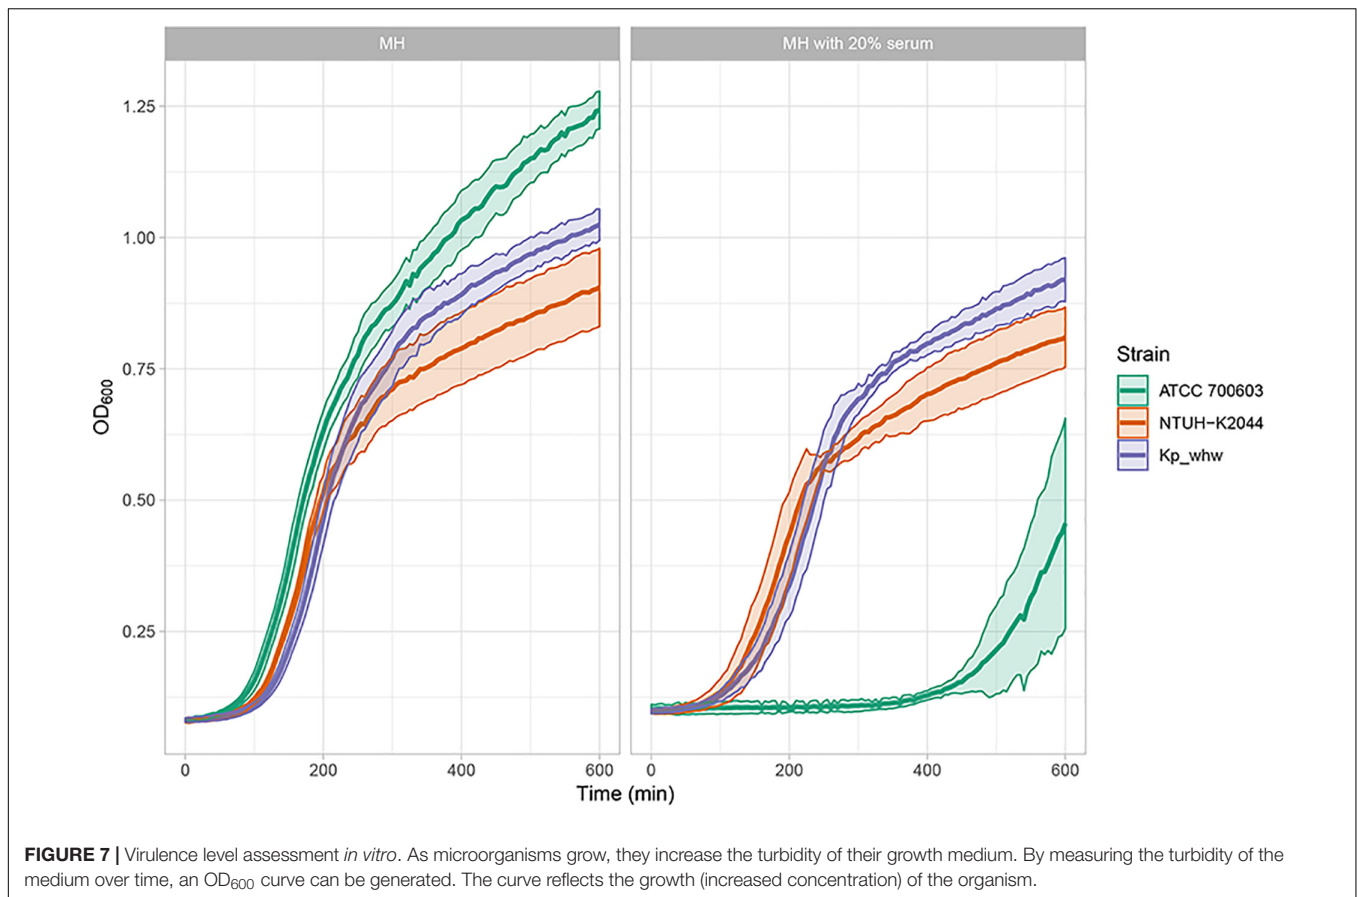 MH
MH with 20% serum
1.25
1.00
0.75
0.50
0.25
OD600
0 200 400 600
0 200 400 600
Time (min)
Strain
ATCC 700603
NTUH-K2044
Kp_whw
FIGURE 7 | Virulence level assessment in vitro. As microorganisms grow, they increase the turbidity of their growth medium. By measuring the turbidity of the
medium over time, an OD600 curve can be generated. The curve reflects the growth (increased concentration) of the organism.